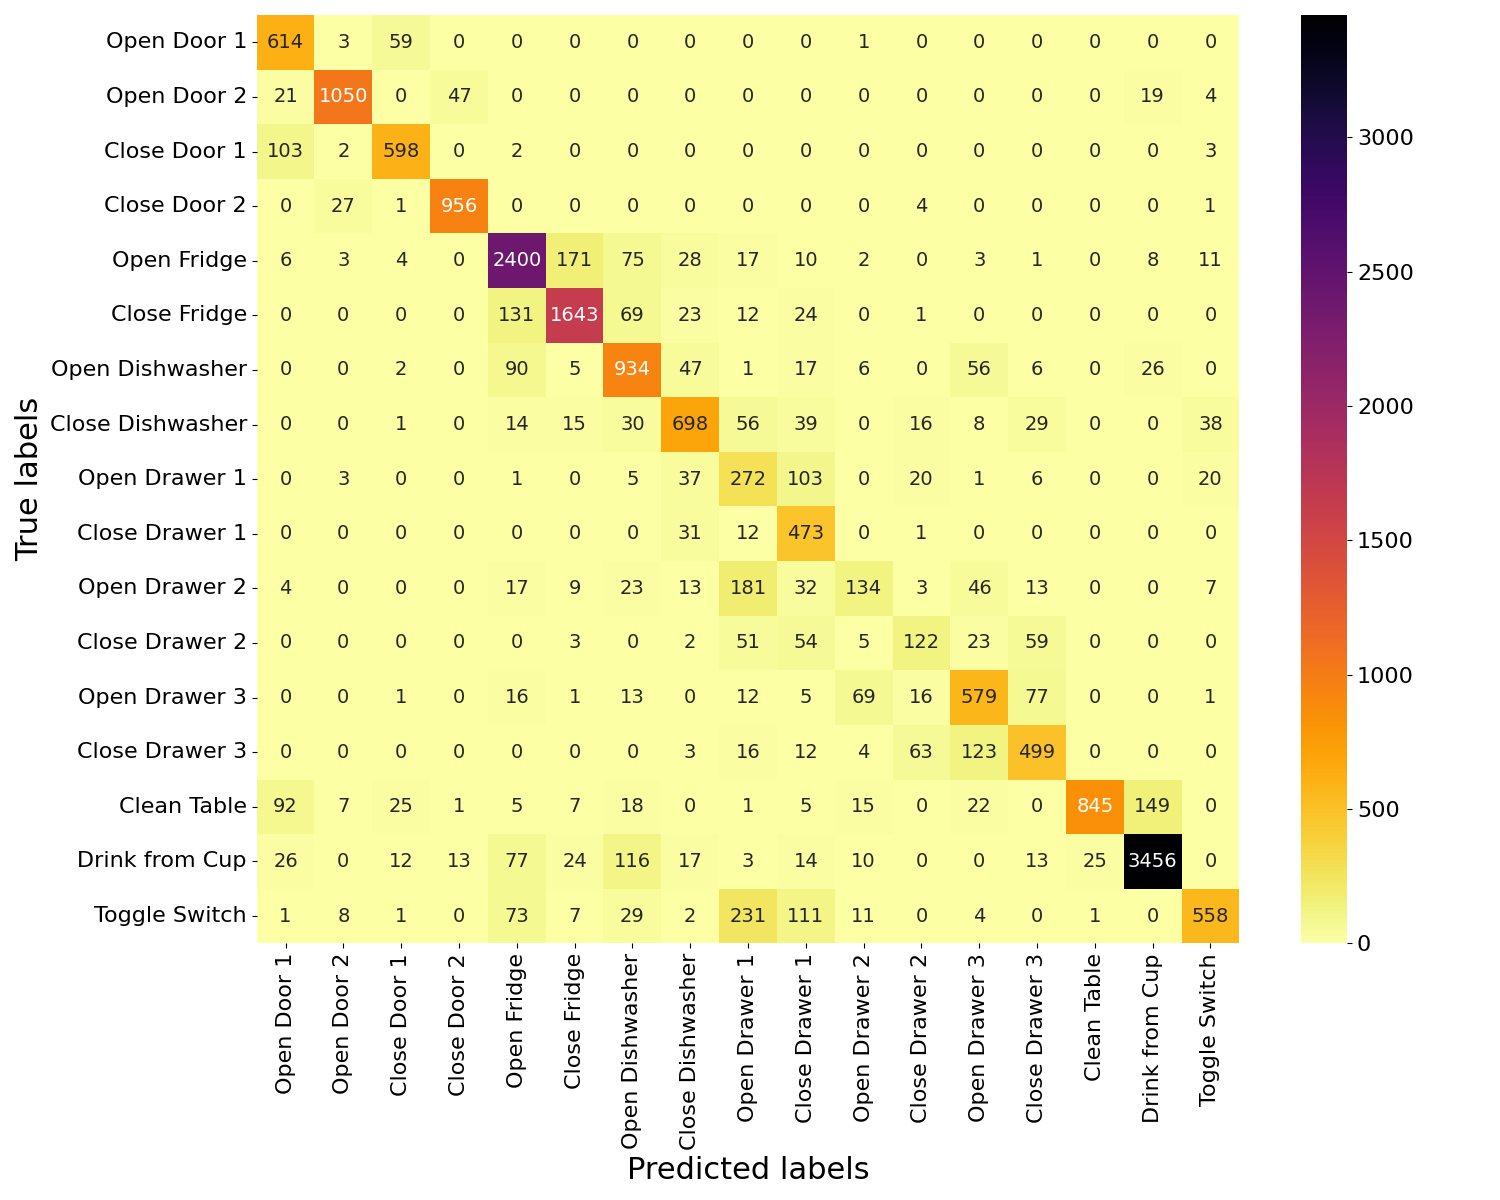 Open Door 1 614 3 59 0 0 0 0 0 0 0 1 0 0 0 0 0 0
Open Door 2 21 1050 0 47 0 0 0 0 0 0 0 0 0 0 0 19 4
Close Door 1 103 2 598 0 2 0 0 0 0 0 0 0 0 0 0 0 3
Close Door 2 0 27 1 956 0 0 0 0 0 0 0 4 0 0 0 0 1
Open Fridge 6 3 4 0 2400 171 75 28 17 10 2 0 3 1 0 8 11
Close Fridge 0 0 0 0 131 1643 69 23 12 24 0 1 0 0 0 0 0
Open Dishwasher 0 0 2 0 90 5 934 47 1 17 6 0 56 6 0 26 0
Close Dishwasher 0 0 1 0 14 15 30 698 56 39 0 16 8 29 0 0 38
Open Drawer 1 0 3 0 0 1 0 5 37 272 103 0 20 1 6 0 0 20
Close Drawer 1 0 0 0 0 0 0 0 31 12 473 0 1 0 0 0 0 0
Open Drawer 2 4 0 0 0 17 9 23 13 181 32 134 3 46 13 0 0 7
Close Drawer 2 0 0 0 0 0 3 0 2 51 54 5 122 23 59 0 0 0
Open Drawer 3 0 0 1 0 16 1 13 0 12 5 69 16 579 77 0 0 1
Close Drawer 3 0 0 0 0 0 0 0 3 16 12 4 63 123 499 0 0 0
Clean Table 92 7 25 1 5 7 18 0 1 5 15 0 22 0 845 149 0
Drink from Cup 26 0 12 13 77 24 116 17 3 14 10 0 0 13 25 3456 0
Toggle Switch 1 8 1 0 73 7 29 2 231 111 11 0 4 0 1 0 558
True labels
Open Door 1
Open Door 2
Close Door 1
Close Door 2
Open Fridge
Close Fridge
Open Dishwasher
Close Dishwasher
Open Drawer 1
Close Drawer 1
Open Drawer 2
Close Drawer 2
Open Drawer 3
Close Drawer 3
Clean Table
Drink from Cup
Toggle Switch
Predicted labels
3000
2500
2000
1500
1000
500
0